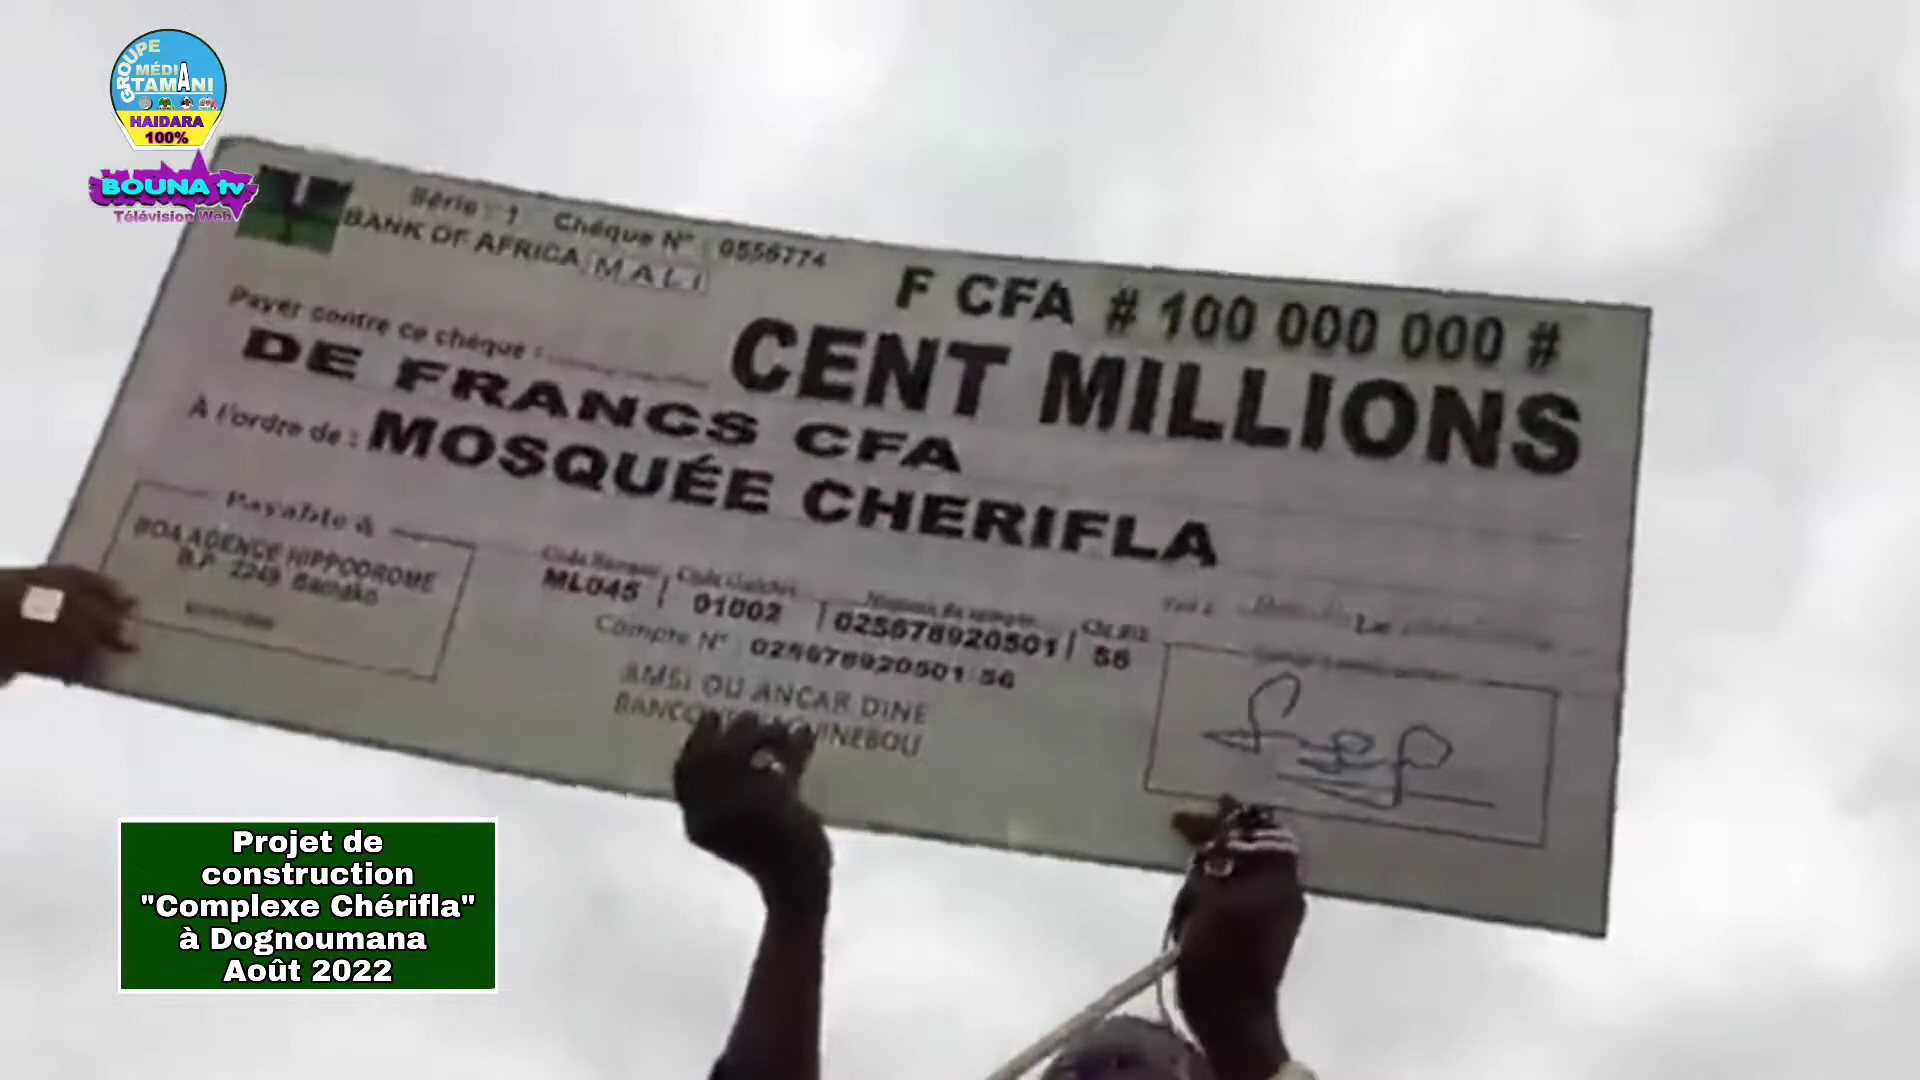 GROUPE
MÉDIA
TAMANI
HAIDARA
100%
BOUNA tv
Télévision Web
Série : 1 Chéque N° : 0556774
BANK OF AFRICA MALI
F CFA # 100 000 000 #
Payer contre ce chéque : CENT MILLIONS
DE FRANCS CFA
À l'ordre de : MOSQUÉE CHERIFLA
Payable à
BOA AGENCE HIPPODROME
B.P. 2249 Bamako
ML045 | 01002 | 025678920501 | 56
Compte N° 025678920501 56
AMSI OU ANCAR DINE
Projet de
construction
"Complexe Chérifla"
à Dognoumana
Août 2022